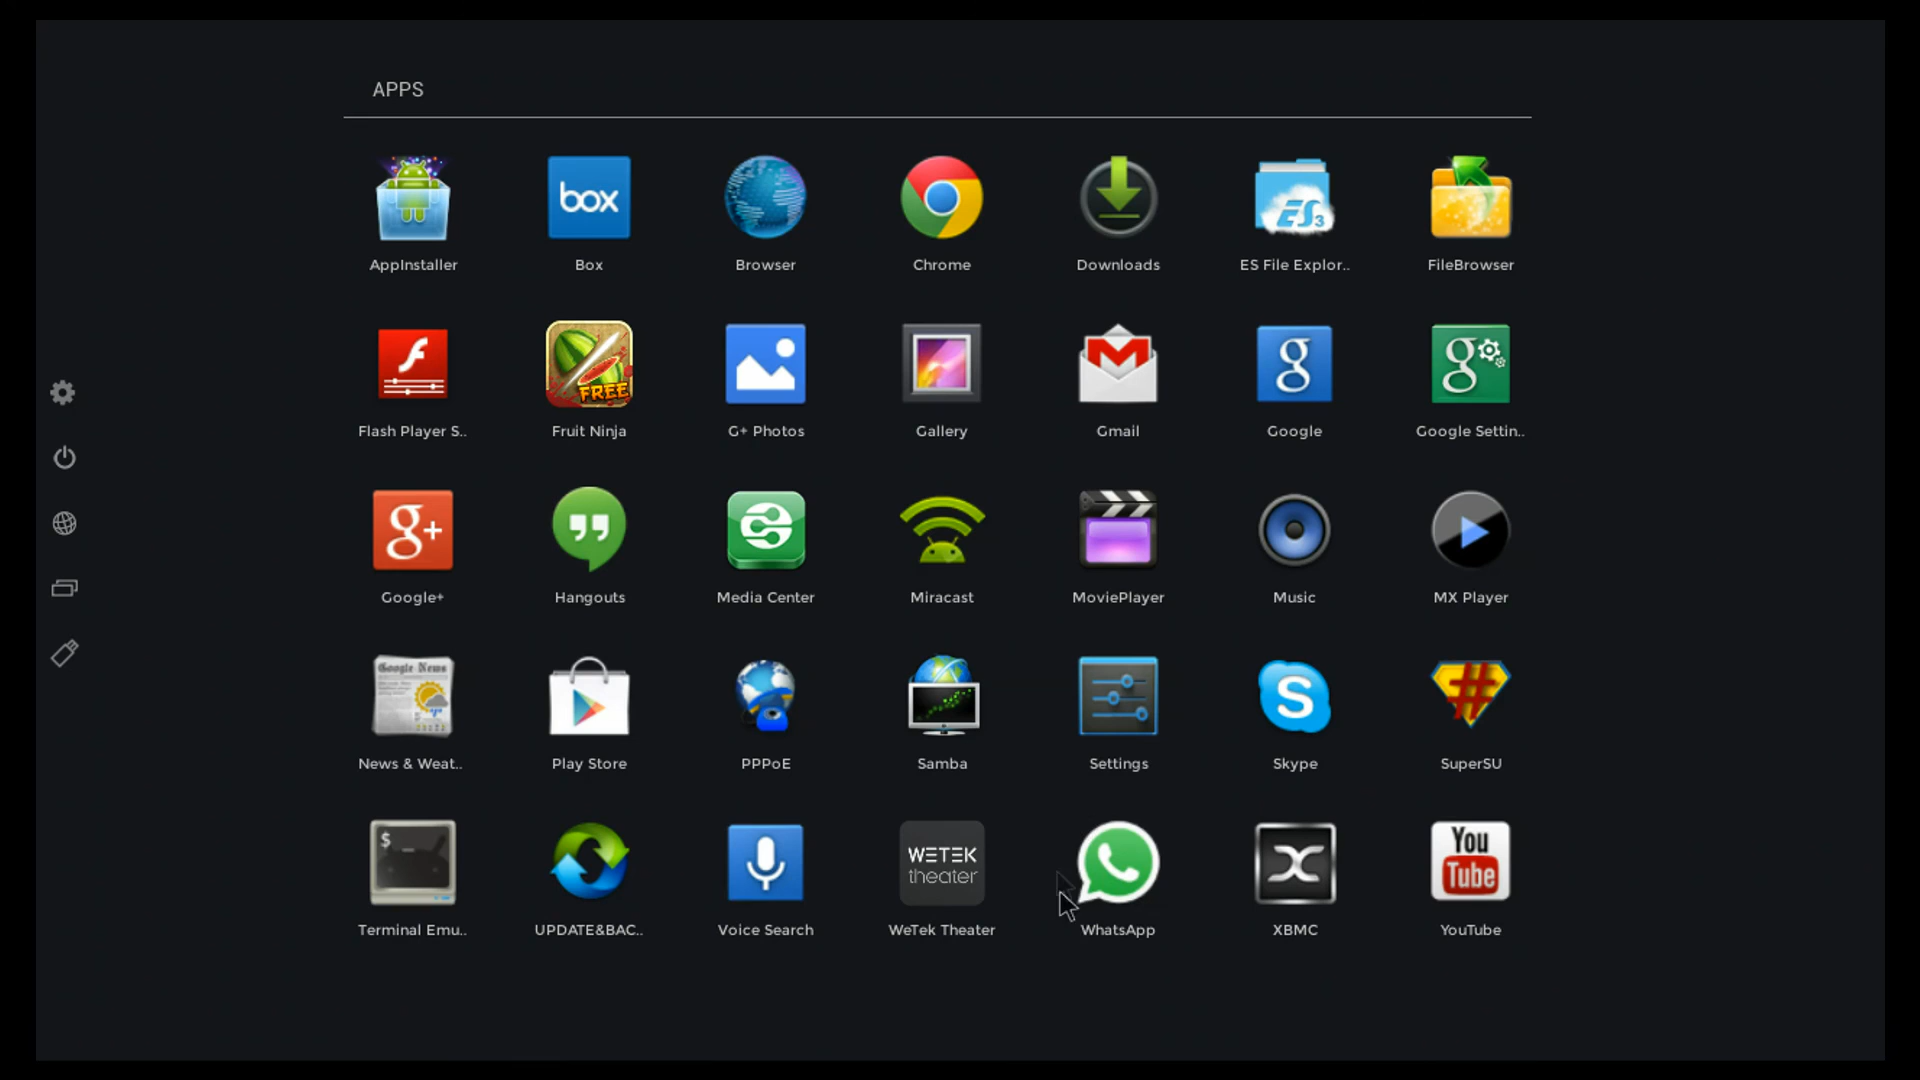 APPS
box
ES3
AppInstaller
Box
Browser
Chrome
Downloads
ES File Explor..
FileBrowser
FREE
g
g
Flash Player S..
Fruit Ninja
G+ Photos
Gallery
Gmail
Google
Google Settin..
g+
Google+
Hangouts
Media Center
Miracast
MoviePlayer
Music
MX Player
Google News
S
#
News & Weat..
Play Store
PPPoE
Samba
Settings
Skype
SuperSU
$
WETEK
theater
X
You
Tube
Terminal Emu..
UPDATE&BAC..
Voice Search
WeTek Theater
WhatsApp
XBMC
YouTube